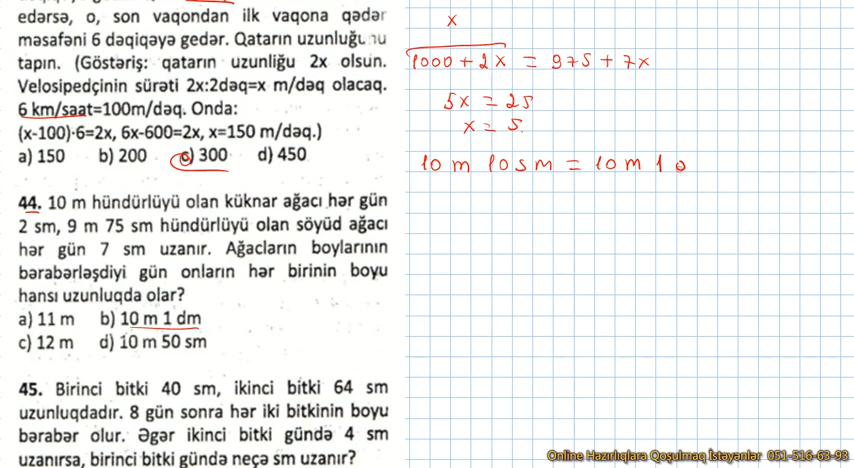 edərsə, o, son vaqondan ilk vaqona qədər
məsafəni 6 dəqiqəyə gedər. Qatarın uzunluğunu
tapın. (Göstəriş: qatarın uzunluğu 2x olsun.
Velosipedçinin sürəti 2x:2dəq=x m/dəq olacaq.
6 km/saat=100m/dəq. Onda:
(x-100)·6=2x, 6x-600=2x, x=150 m/dəq.)
a) 150 b) 200 c) 300 d) 450
44. 10 m hündürlüyü olan küknar ağacı hər gün
2 sm, 9 m 75 sm hündürlüyü olan söyüd ağacı
hər gün 7 sm uzanır. Ağacların boylarının
bərabərləşdiyi gün onların hər birinin boyu
hansı uzunluqda olar?
a) 11 m b) 10 m 1 dm
c) 12 m d) 10 m 50 sm
45. Birinci bitki 40 sm, ikinci bitki 64 sm
uzunluqdadır. 8 gün sonra hər iki bitkinin boyu
bərabər olur. Əgər ikinci bitki gündə 4 sm
uzanırsa, birinci bitki gündə neçə sm uzanır?
x
1000 + 2x = 975 + 7x
5x = 25
x = 5.
10 m 10 sm = 10 m 1 
Online Hazırlıqlara Qoşulmaq İstəyənlər 051-516-63-93